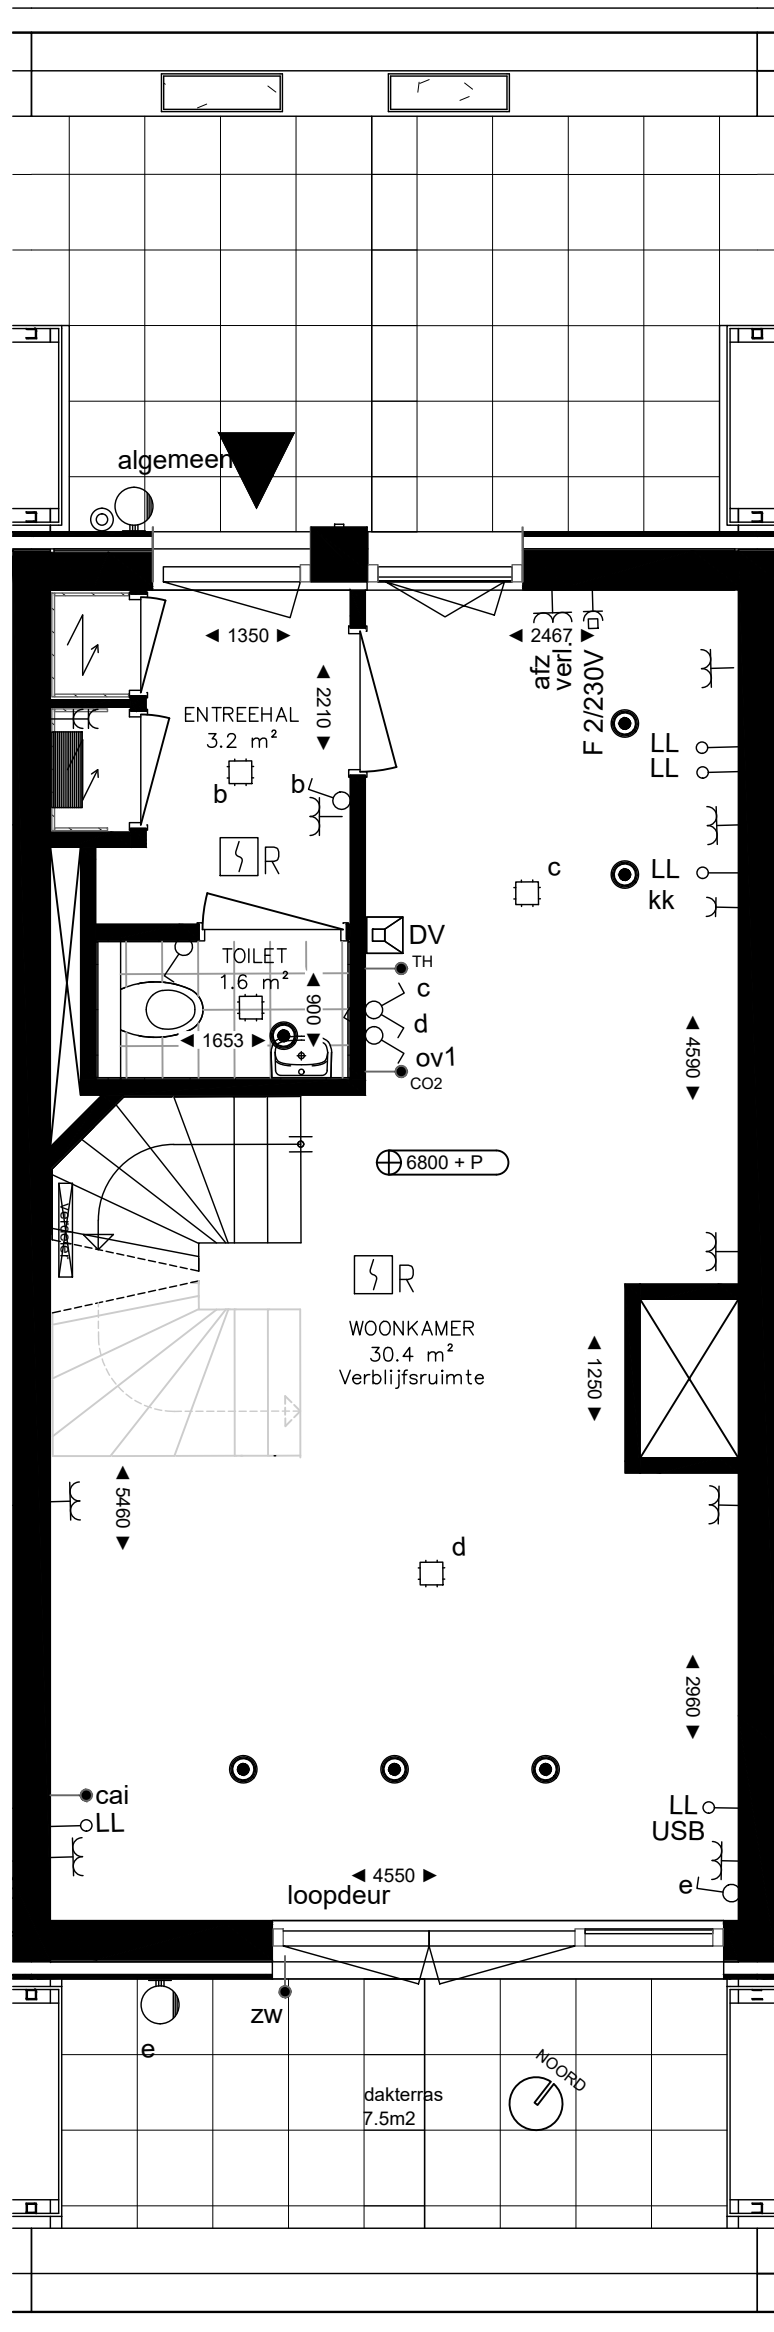 algemeen
1350
2467
afz
verl.
F 2/230V
2210
ENTREEHAL
3.2 m²
b
b
LL
LL
R
c
LL
kk
DV
TH
TOILET
1.6 m²
900
1653
c
d
ov1
CO2
4590
6800 + P
Verdeler
R
WOONKAMER
30.4 m²
Verblijfsruimte
1250
5460
d
2960
cai
LL
LL
USB
e
4550
loopdeur
zw
e
NOORD
dakterras
7.5m2